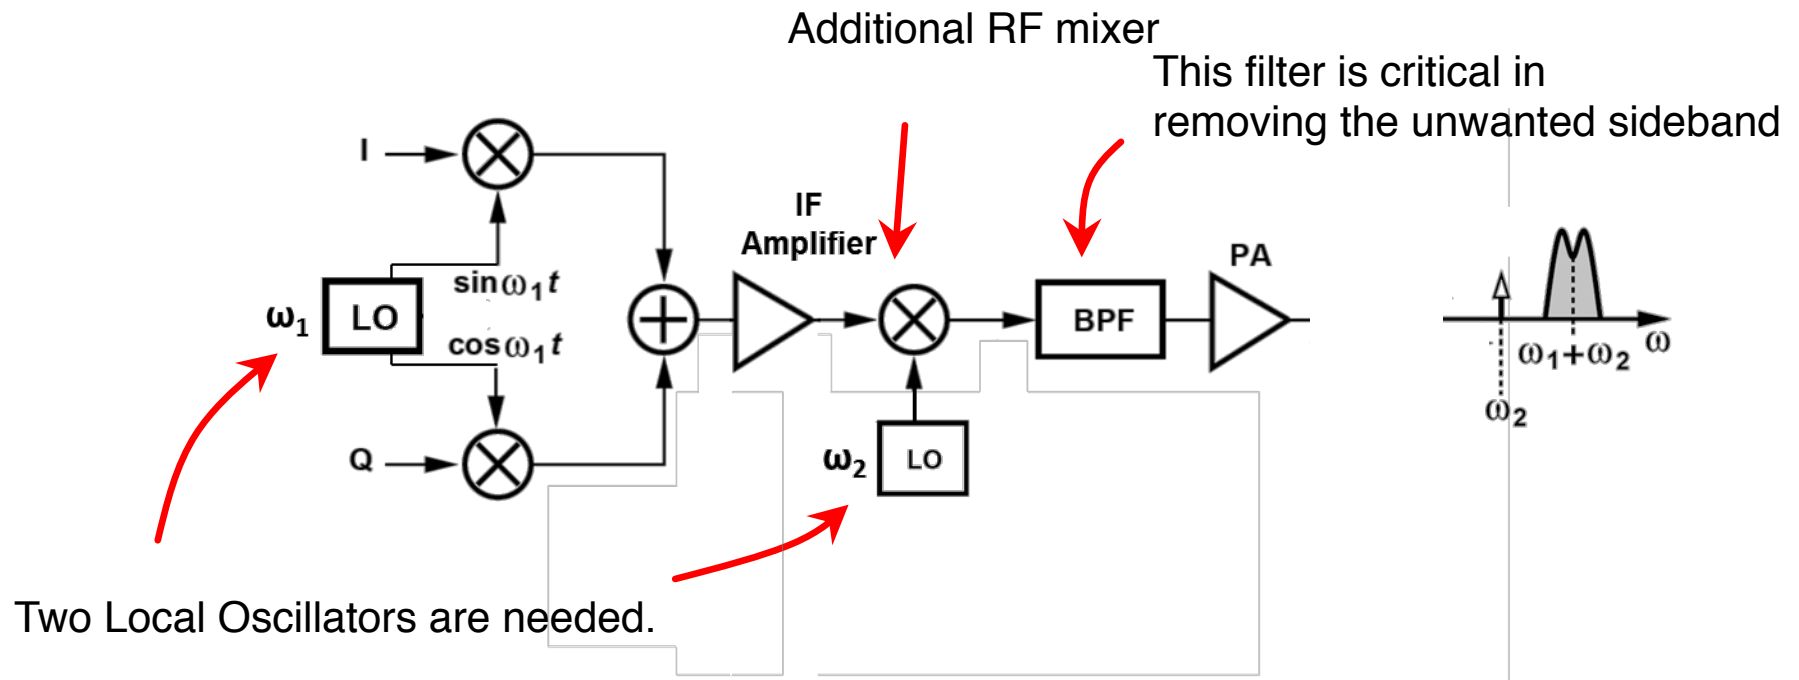 Additional RF mixer
This filter is critical in
removing the unwanted sideband
I
IF
Amplifier
PA
sinω₁t
ω₁
LO
BPF
cosω₁t
ω₁+ω₂
ω
ω₂
Q
ω₂
LO
Two Local Oscillators are needed.